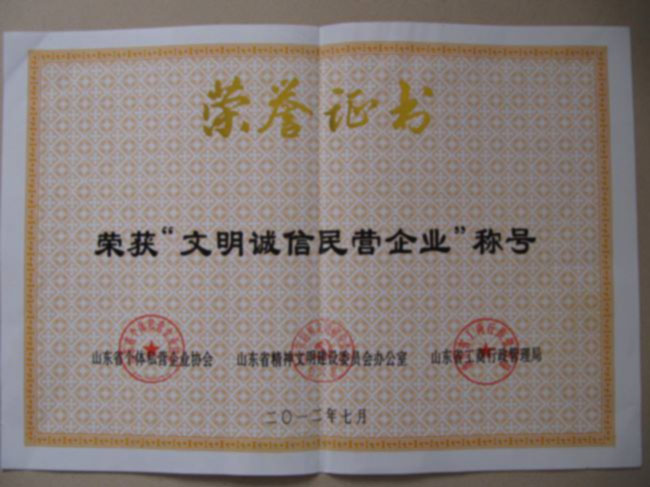 荣誉证书
荣获“文明诚信民营企业”称号
山东省个体私营企业协会 山东省精神文明建设委员会办公室 山东省工商行政管理局
二〇一二年七月